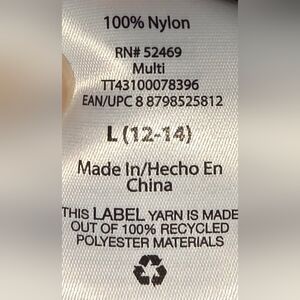 100% Nylon
RN# 52469
Multi
TT43100078396
EAN/UPC 8 8798525812
L (12-14)
Made In/Hecho En
China
THIS LABEL YARN IS MADE
OUT OF 100% RECYCLED
POLYESTER MATERIALS